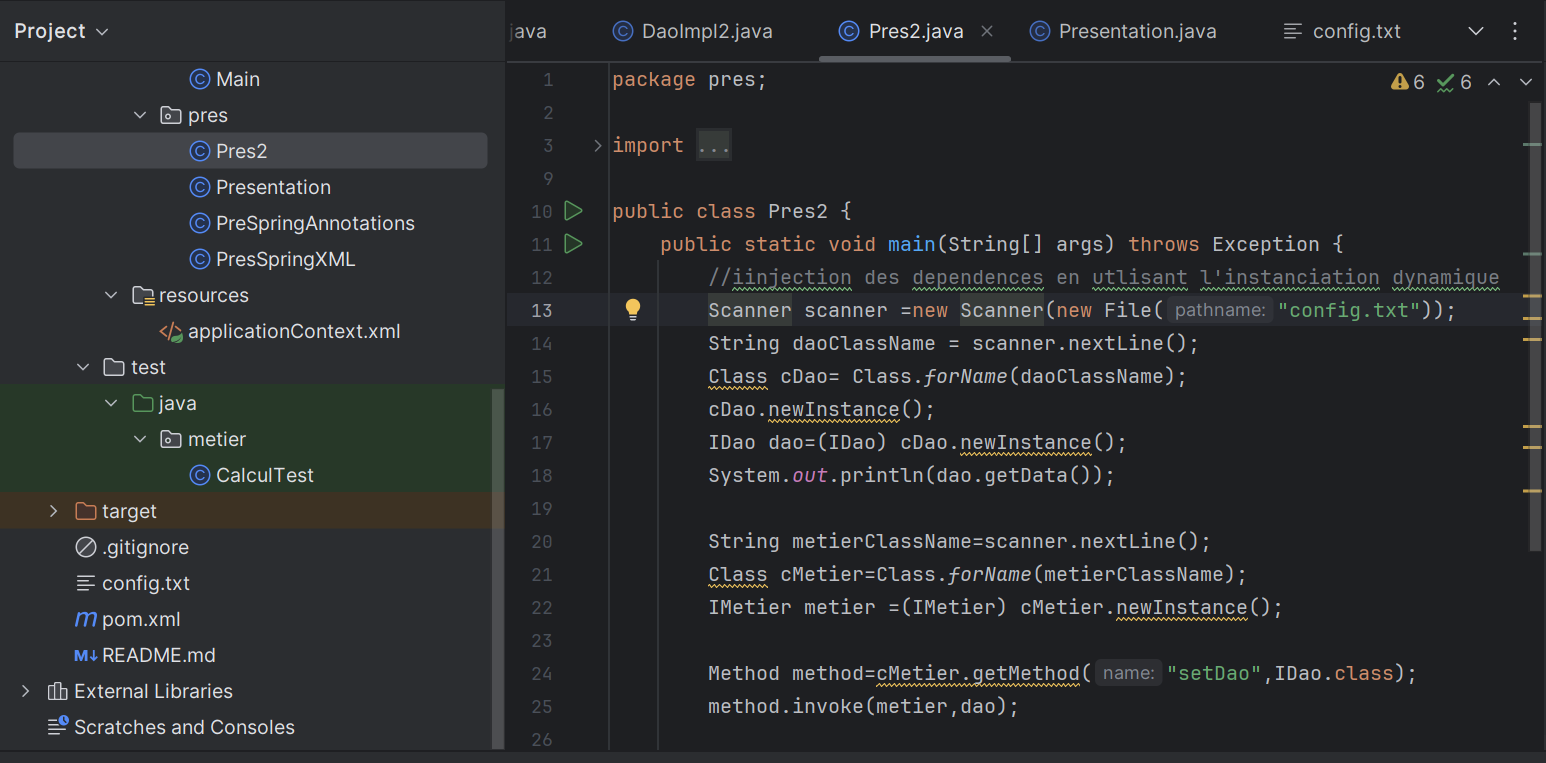 Project
java
DaoImpl2.java
Pres2.java
Presentation.java
config.txt
Main
pres
Pres2
Presentation
PreSpringAnnotations
PresSpringXML
resources
applicationContext.xml
test
java
metier
CalculTest
target
.gitignore
config.txt
pom.xml
README.md
External Libraries
Scratches and Consoles
6 6
1 package pres;
2
3 import ...
9
10 public class Pres2 {
11 public static void main(String[] args) throws Exception {
12 //iinjection des dependences en utlisant l'instanciation dynamique
13 Scanner scanner =new Scanner(new File( pathname: "config.txt"));
14 String daoClassName = scanner.nextLine();
15 Class cDao= Class.forName(daoClassName);
16 cDao.newInstance();
17 IDao dao=(IDao) cDao.newInstance();
18 System.out.println(dao.getData());
19
20 String metierClassName=scanner.nextLine();
21 Class cMetier=Class.forName(metierClassName);
22 IMetier metier =(IMetier) cMetier.newInstance();
23
24 Method method=cMetier.getMethod( name: "setDao",IDao.class);
25 method.invoke(metier,dao);
26